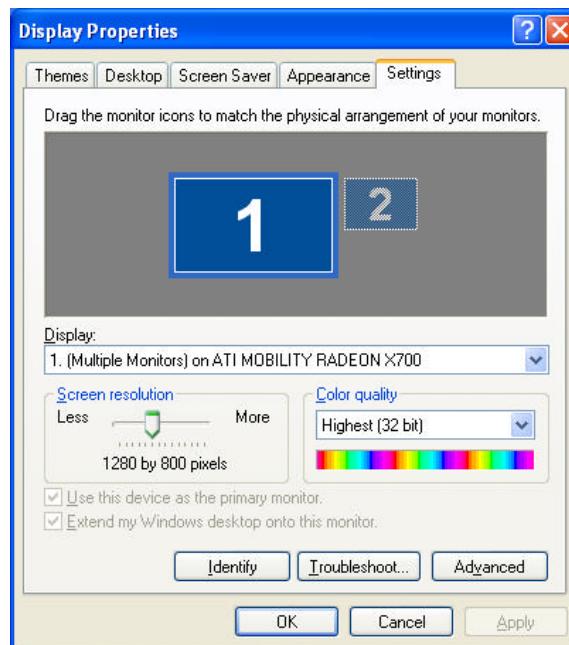 Display Properties
Themes Desktop Screen Saver Appearance Settings
Drag the monitor icons to match the physical arrangement of your monitors.
1 2
Display:
1. (Multiple Monitors) on ATI MOBILITY RADEON X700
Screen resolution
Less More
1280 by 800 pixels
Color quality
Highest (32 bit)
Use this device as the primary monitor.
Extend my Windows desktop onto this monitor.
Identify Troubleshoot... Advanced
OK Cancel Apply